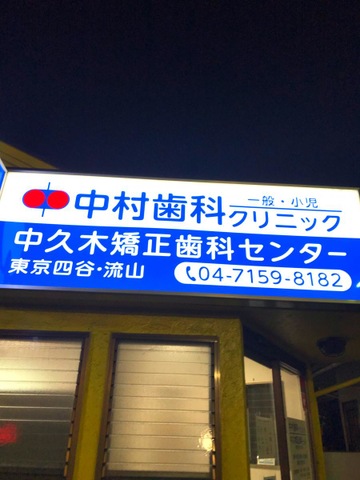 一般・小児
中村歯科クリニック
中久木矯正歯科センター
東京四谷・流山
04-7159-8182